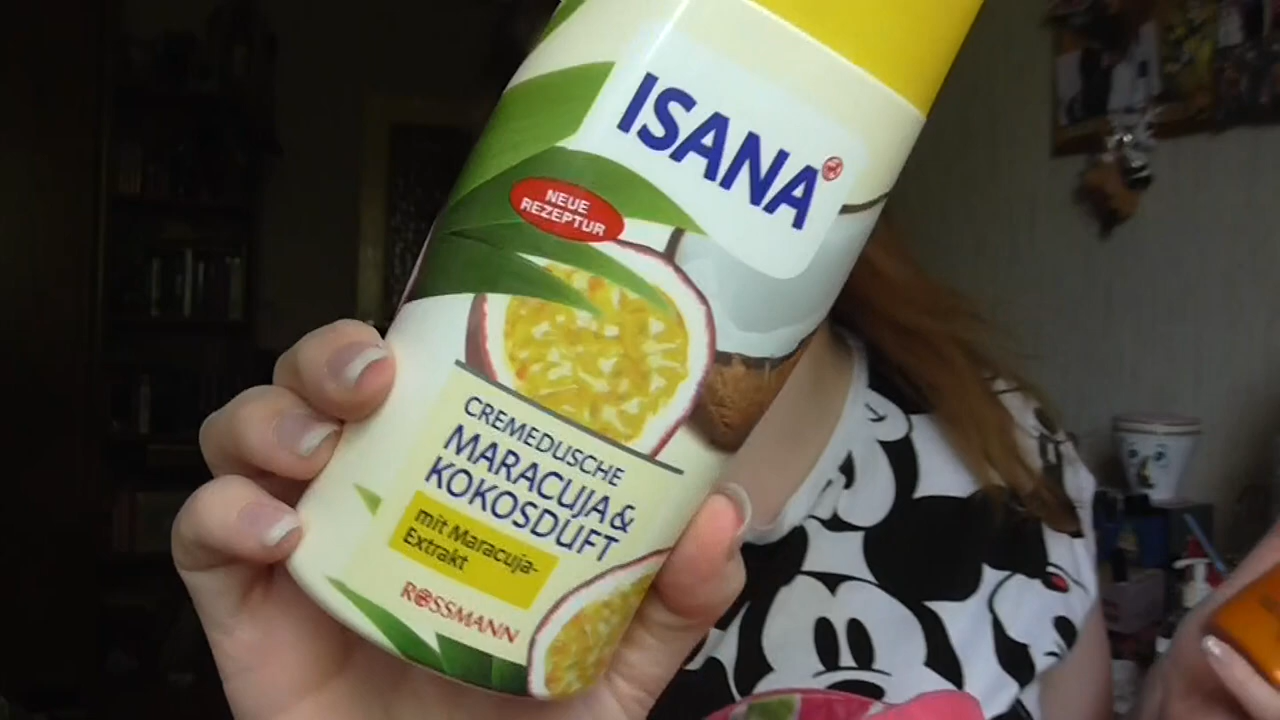 ISANA
NEUE
REZEPTUR
CREMEDUSCHE
MARACUJA &
KOKOSDUFT
mit Maracuja-
Extrakt
ROSSMANN